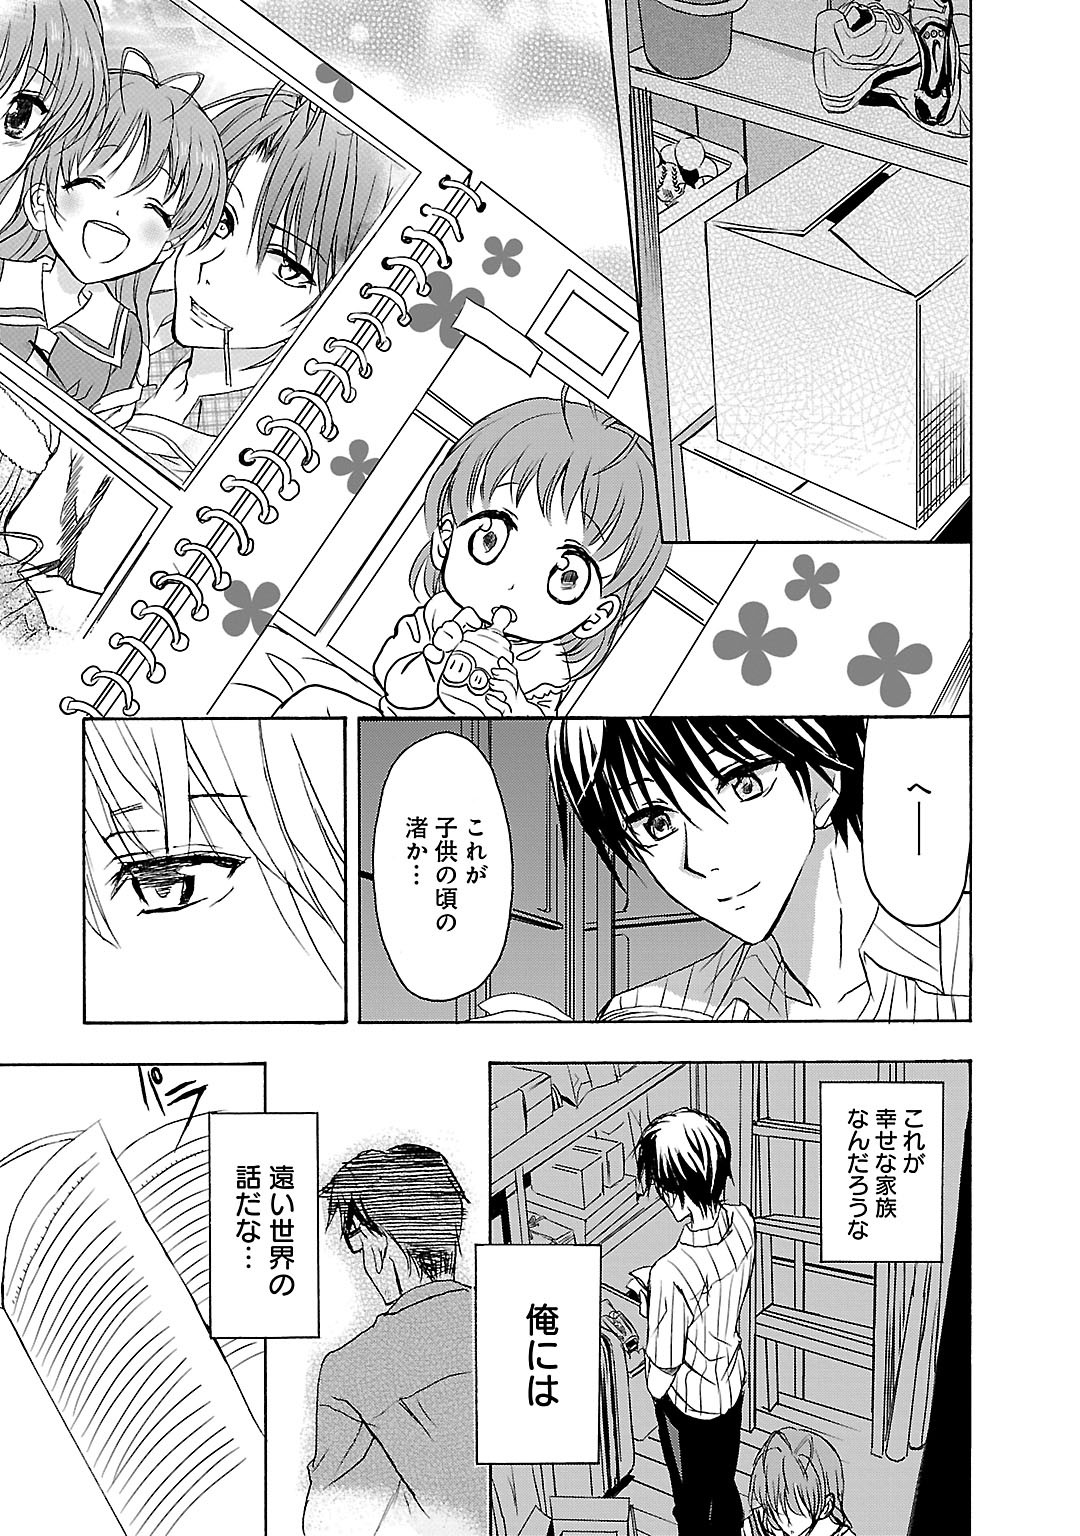 へーー
これが
子供の頃の
渚か…
これが
幸せな家族
なんだろうな
俺には
遠い世界の
話だな…
パラ